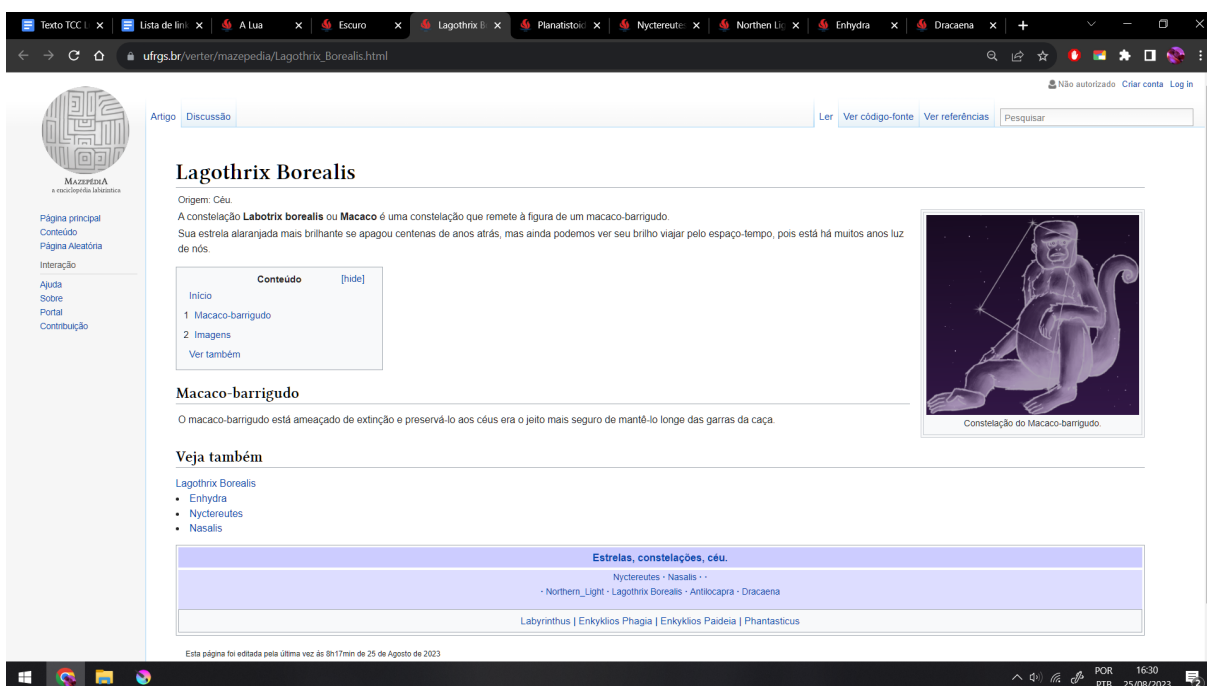 Texto TCC L
Lista de link
A Lua
Escuro
Lagothrix B
Planatistoid
Nyctereutes
Northen Lig
Enhydra
Dracaena
ufrgs.br/verter/mazepedia/Lagothrix_Borealis.html
Não autorizado Criar conta Log in
Artigo Discussão
Ler Ver código-fonte Ver referências Pesquisar
MAZEPÉDIA
a enciclopédia labiríntica
Página principal
Conteúdo
Página Aleatória
Interação
Ajuda
Sobre
Portal
Contribuição
Lagothrix Borealis
Origem: Céu.
A constelação Labotrix borealis ou Macaco é uma constelação que remete à figura de um macaco-barrigudo.
Sua estrela alaranjada mais brilhante se apagou centenas de anos atrás, mas ainda podemos ver seu brilho viajar pelo espaço-tempo, pois está há muitos anos luz
de nós.
Conteúdo [hide]
Início
1 Macaco-barrigudo
2 Imagens
Ver também
Constelação do Macaco-barrigudo.
Macaco-barrigudo
O macaco-barrigudo está ameaçado de extinção e preservá-lo aos céus era o jeito mais seguro de mantê-lo longe das garras da caça.
Veja também
Lagothrix Borealis
• Enhydra
• Nyctereutes
• Nasalis
Estrelas, constelações, céu.
Nyctereutes · Nasalis · ·
· Northern_Light · Lagothrix Borealis · Antilocapra · Dracaena
Labyrinthus | Enkyklios Phagia | Enkyklios Paideia | Phantasticus
Esta página foi editada pela última vez às 8h17min de 25 de Agosto de 2023
POR
PTB
16:30
25/08/2023
2